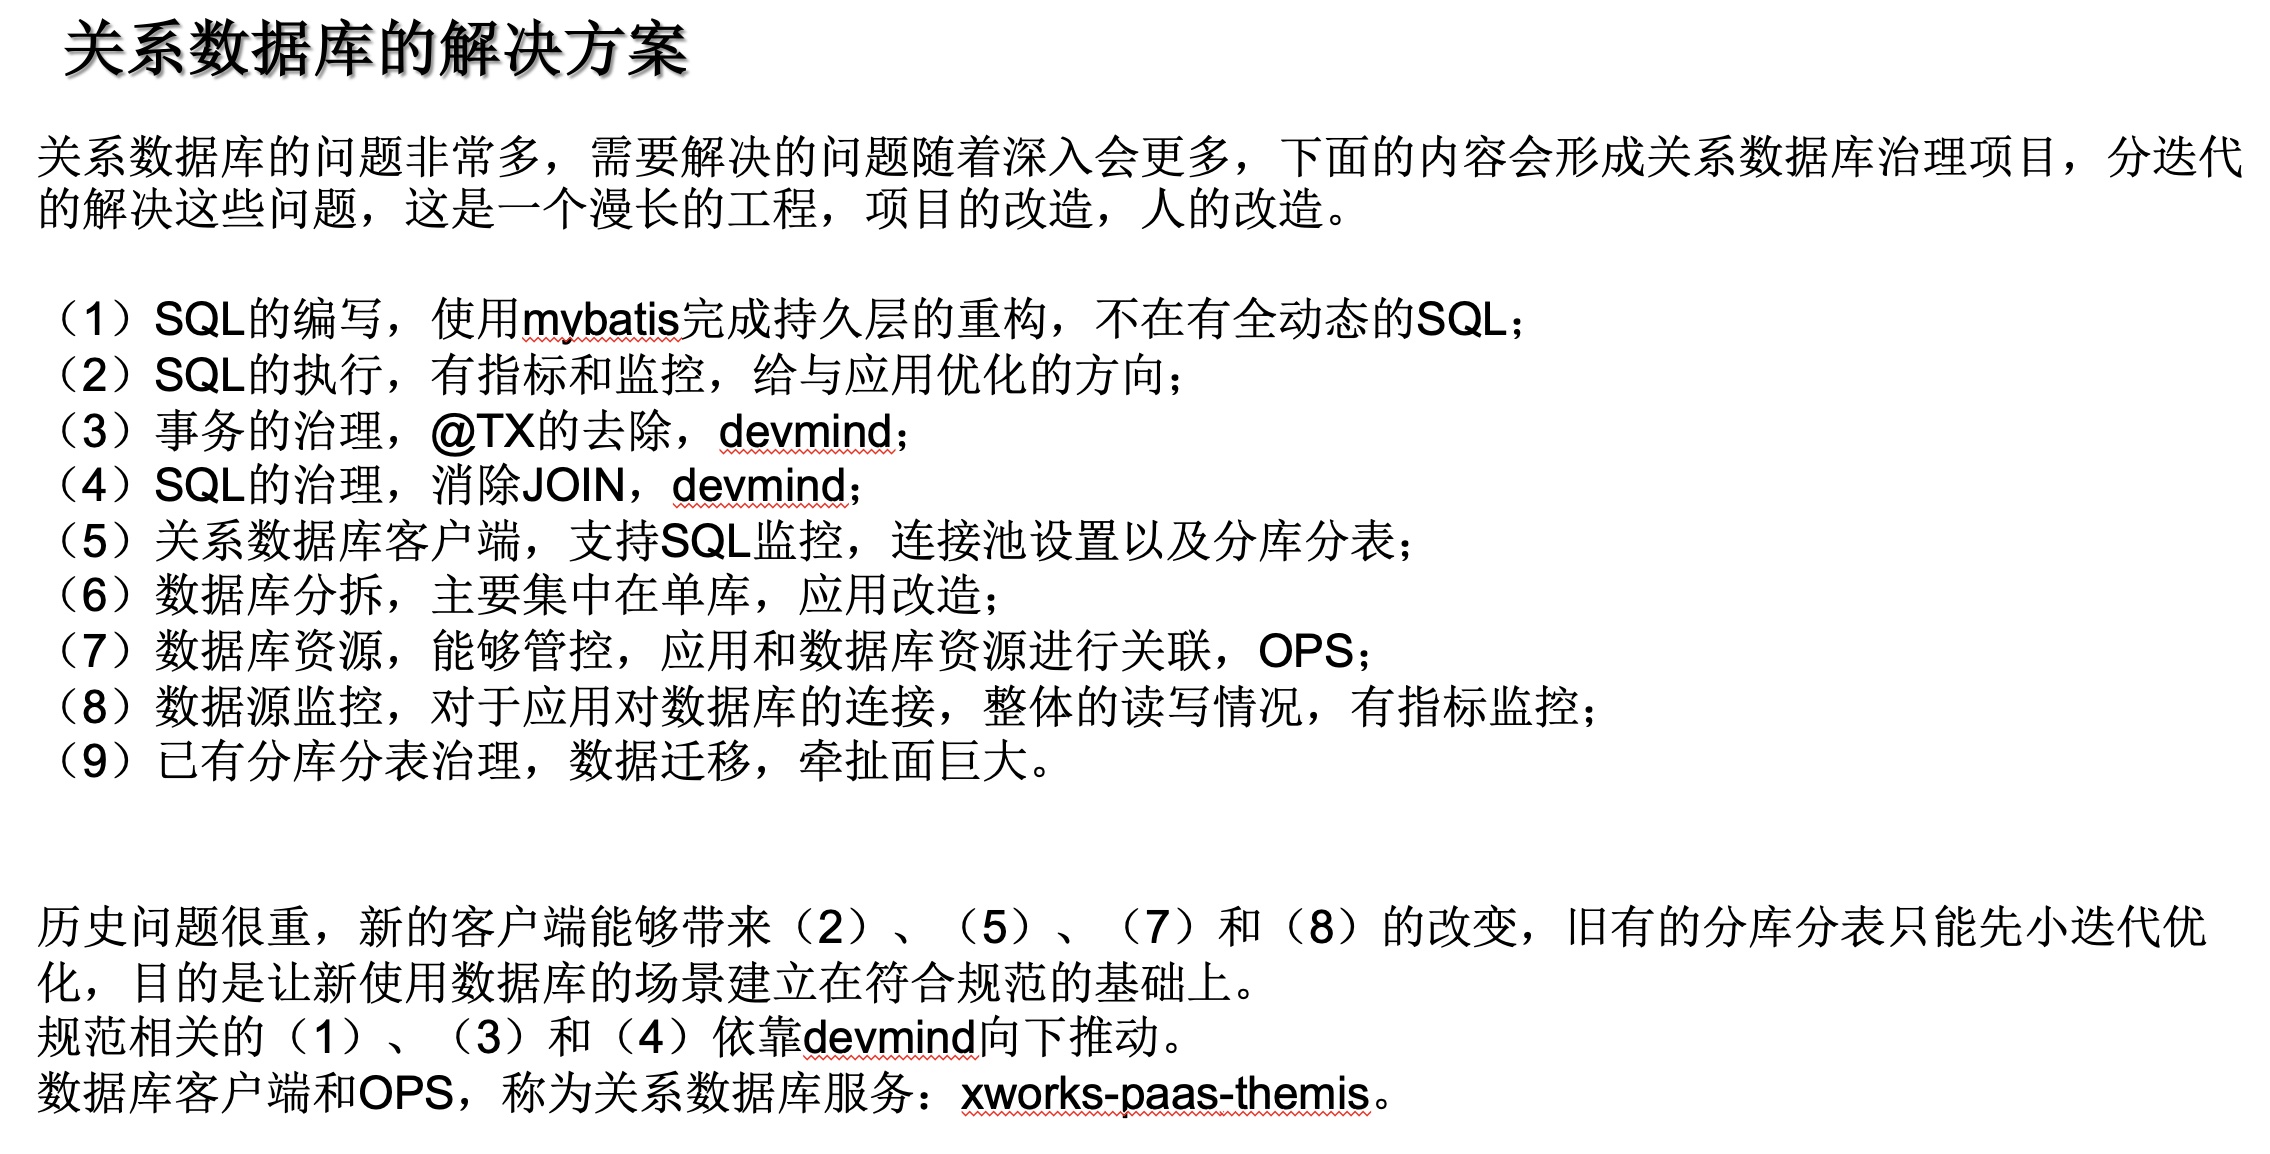 关系数据库的解决方案
关系数据库的问题非常多，需要解决的问题随着深入会更多，下面的内容会形成关系数据库治理项目，分迭代
的解决这些问题，这是一个漫长的工程，项目的改造，人的改造。
（1）SQL的编写，使用mybatis完成持久层的重构，不在有全动态的SQL；
（2）SQL的执行，有指标和监控，给与应用优化的方向；
（3）事务的治理，@TX的去除，devmind；
（4）SQL的治理，消除JOIN，devmind；
（5）关系数据库客户端，支持SQL监控，连接池设置以及分库分表；
（6）数据库分拆，主要集中在单库，应用改造；
（7）数据库资源，能够管控，应用和数据库资源进行关联，OPS；
（8）数据源监控，对于应用对数据库的连接，整体的读写情况，有指标监控；
（9）已有分库分表治理，数据迁移，牵扯面巨大。
历史问题很重，新的客户端能够带来（2）、（5）、（7）和（8）的改变，旧有的分库分表只能先小迭代优
化，目的是让新使用数据库的场景建立在符合规范的基础上。
规范相关的（1）、（3）和（4）依靠devmind向下推动。
数据库客户端和OPS，称为关系数据库服务：xworks-paas-themis。